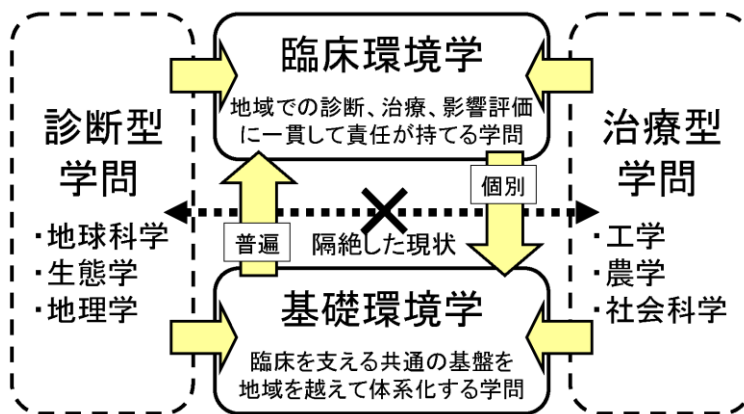 臨床環境学
地域での診断、治療、影響評価
に一貫して責任が持てる学問
診断型
学問
・地球科学
・生態学
・地理学
治療型
学問
・工学
・農学
・社会科学
個別
普遍
隔絶した現状
基礎環境学
臨床を支える共通の基盤を
地域を越えて体系化する学問